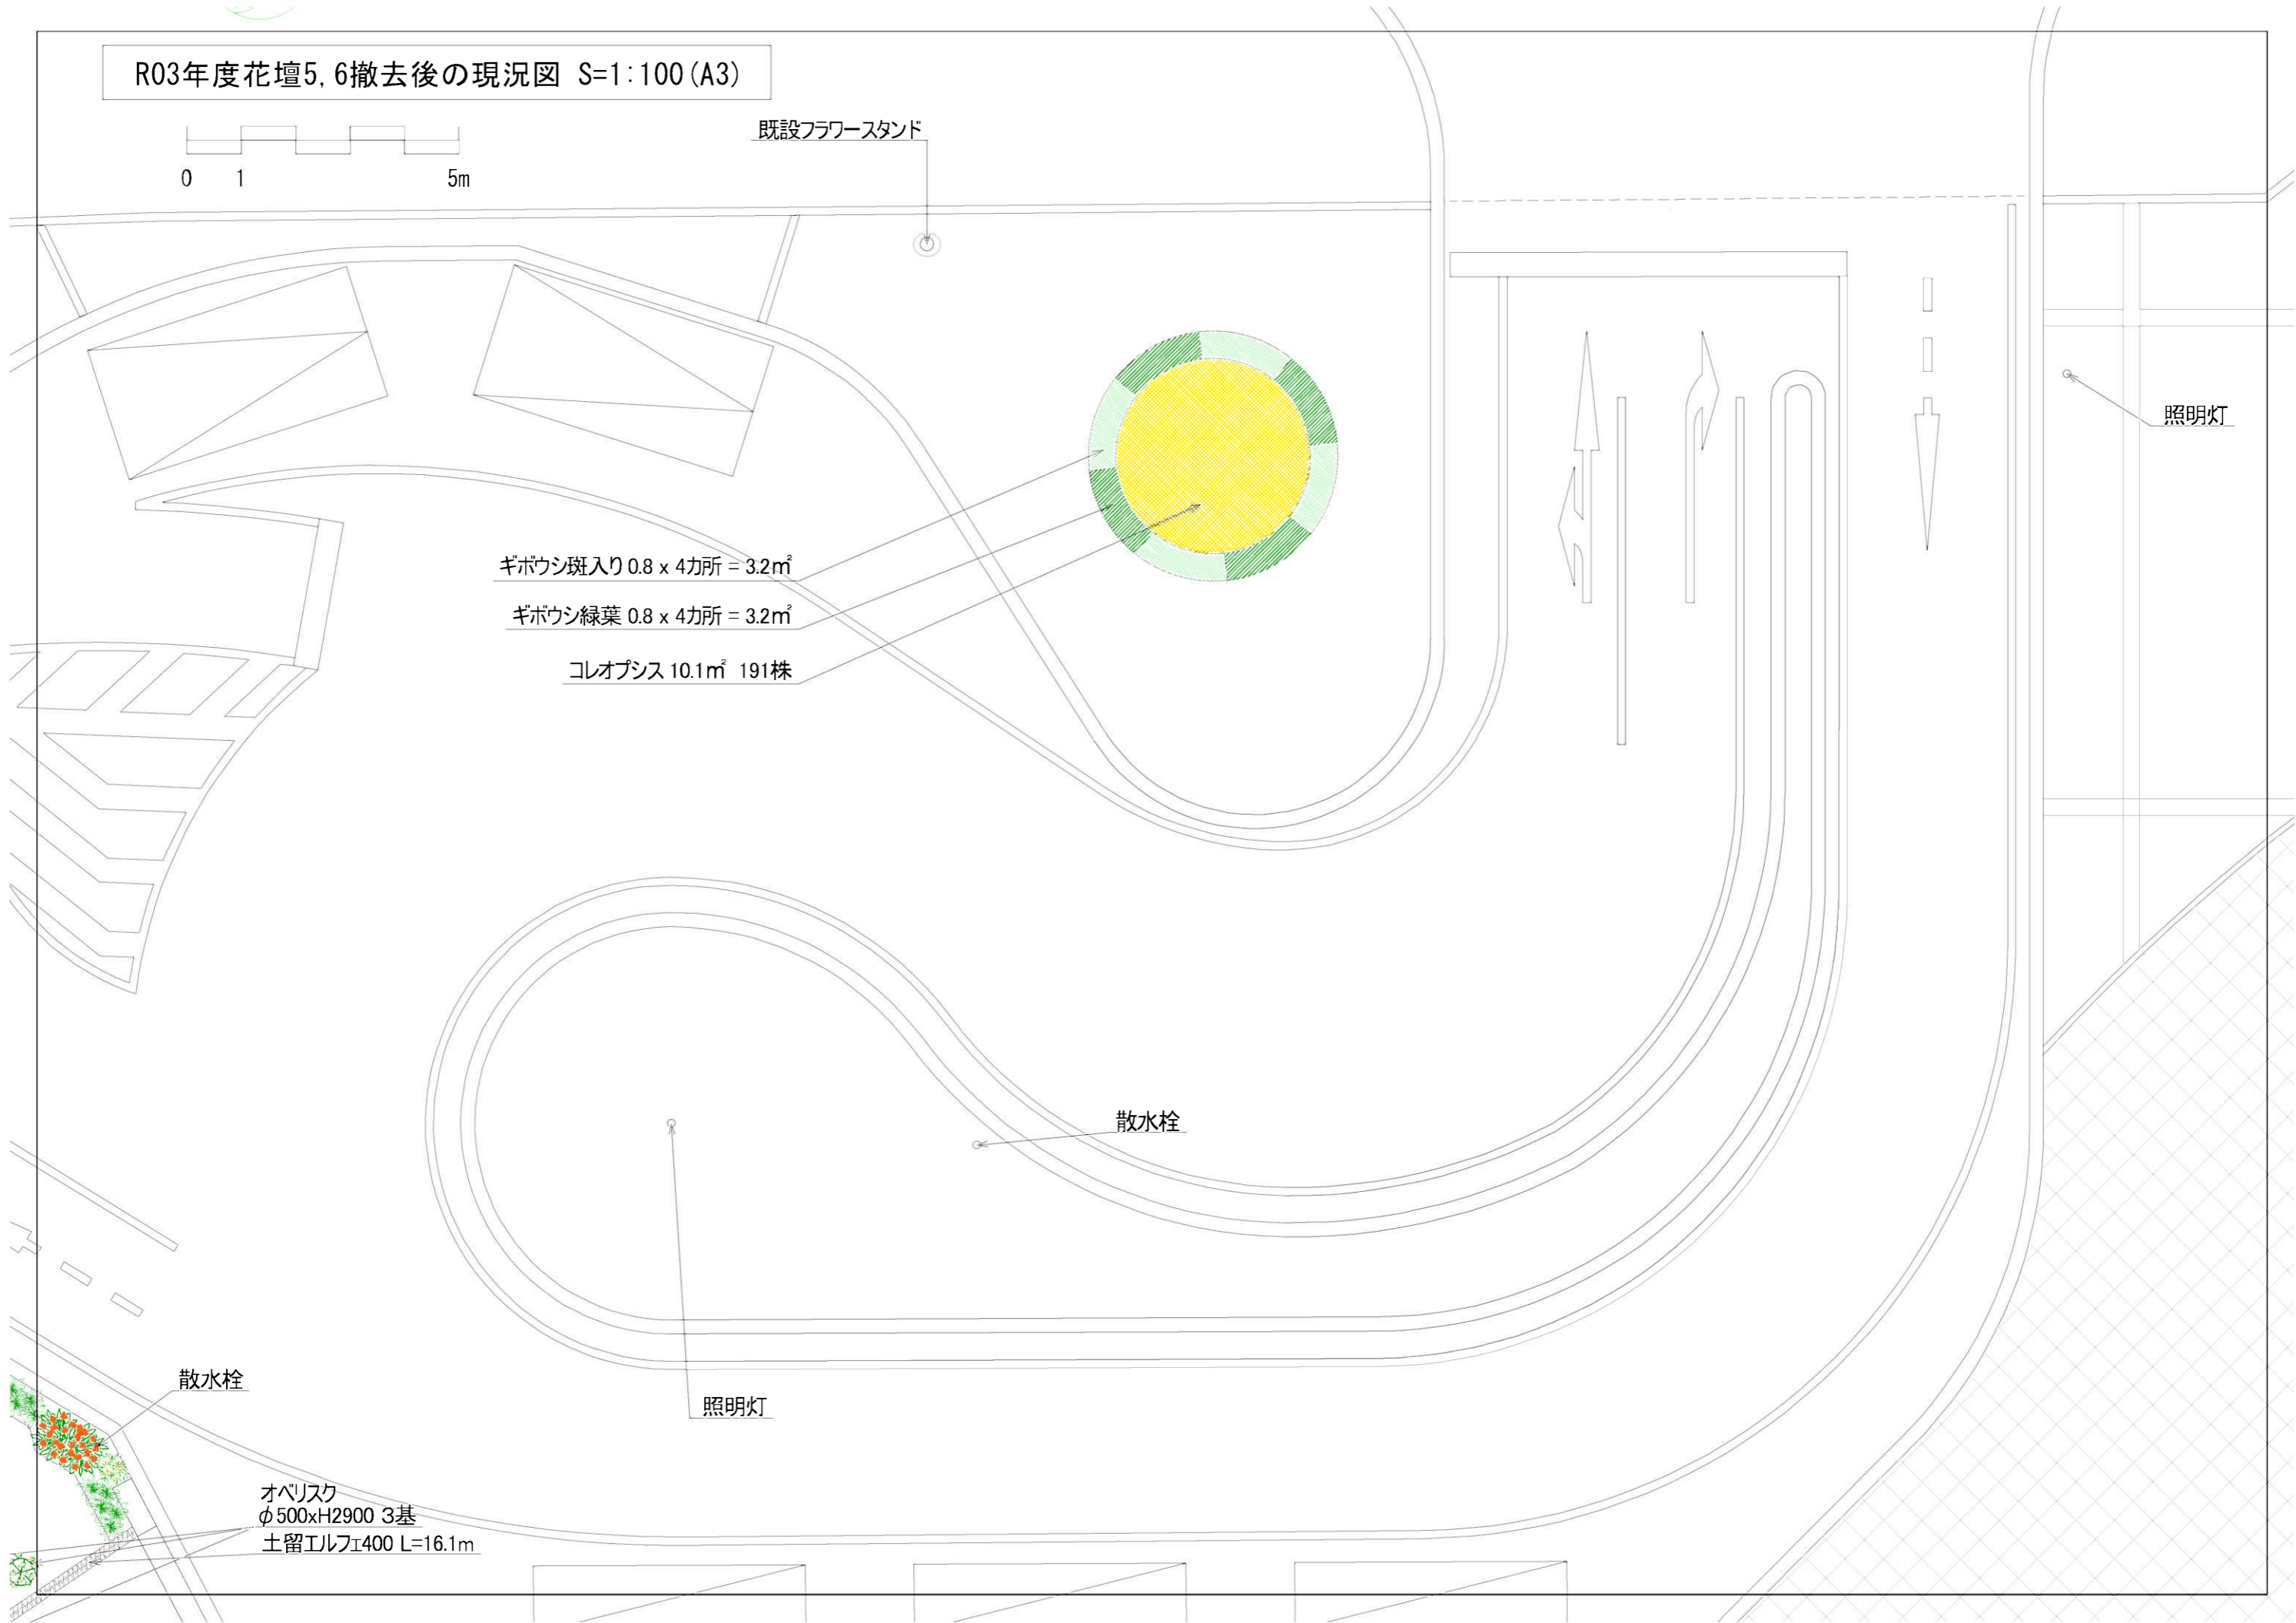 R03年度花壇5,6撤去後の現況図 S=1:100(A3)
既設フラワースタンド
0 1 5m
照明灯
ギボウシ斑入り 0.8 x 4カ所 = 3.2㎡
ギボウシ緑葉 0.8 x 4カ所 = 3.2㎡
コレオプシス 10.1㎡ 191株
散水栓
散水栓
照明灯
オベリスク
φ500xH2900 3基
土留エルフェ400 L=16.1m